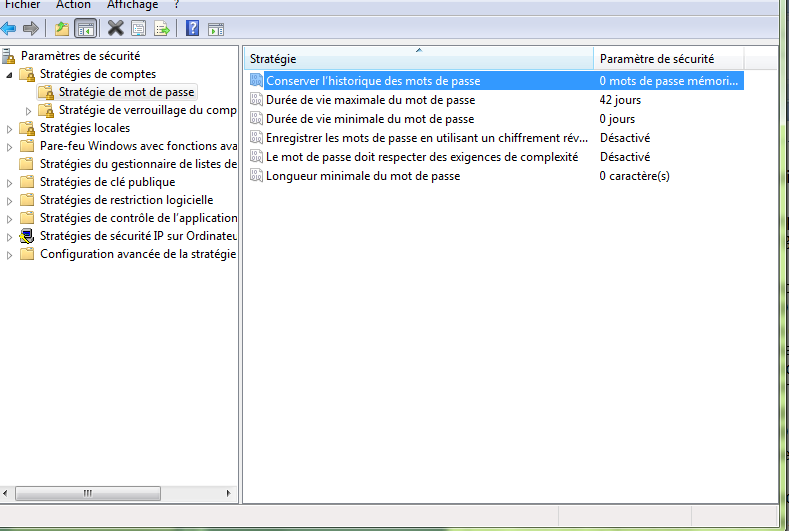 Fichier Action Affichage ?
Paramètres de sécurité
Stratégies de comptes
Stratégie de mot de passe
Stratégie de verrouillage du comp
Stratégies locales
Pare-feu Windows avec fonctions ava
Stratégies du gestionnaire de listes de
Stratégies de clé publique
Stratégies de restriction logicielle
Stratégies de contrôle de l'application
Stratégies de sécurité IP sur Ordinateu
Configuration avancée de la stratégie
Stratégie Paramètre de sécurité
Conserver l'historique des mots de passe 0 mots de passe mémori...
Durée de vie maximale du mot de passe 42 jours
Durée de vie minimale du mot de passe 0 jours
Enregistrer les mots de passe en utilisant un chiffrement rév... Désactivé
Le mot de passe doit respecter des exigences de complexité Désactivé
Longueur minimale du mot de passe 0 caractère(s)